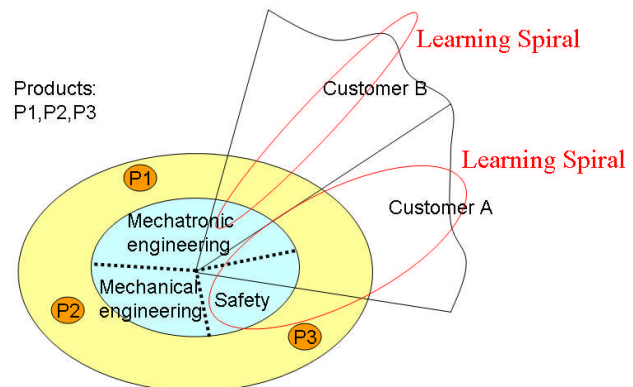 Learning Spiral
Customer B
Products:
P1,P2,P3
Learning Spiral
P1
Customer A
Mechatronic
engineering
Mechanical
engineering
Safety
P2
P3